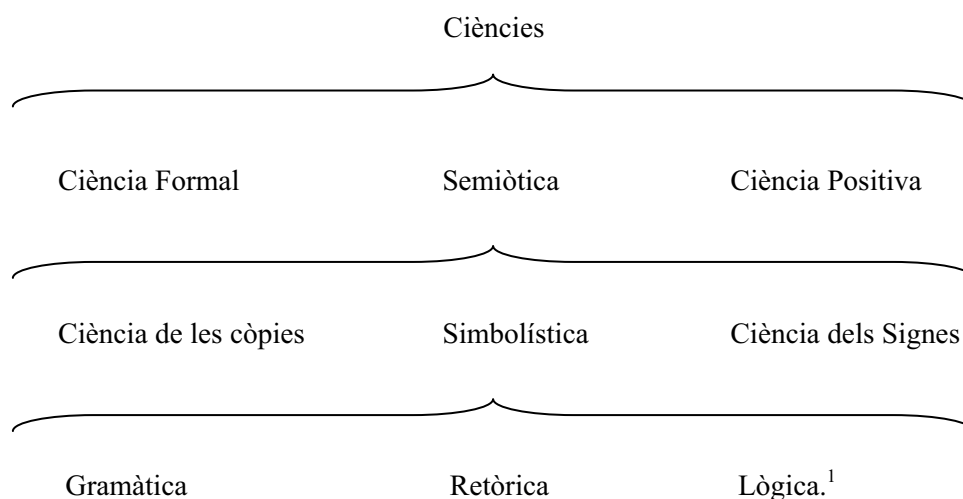 Ciències
Ciència Formal Semiòtica Ciència Positiva
Ciència de les còpies Simbolística Ciència dels Signes
Gramàtica Retòrica Lògica.¹